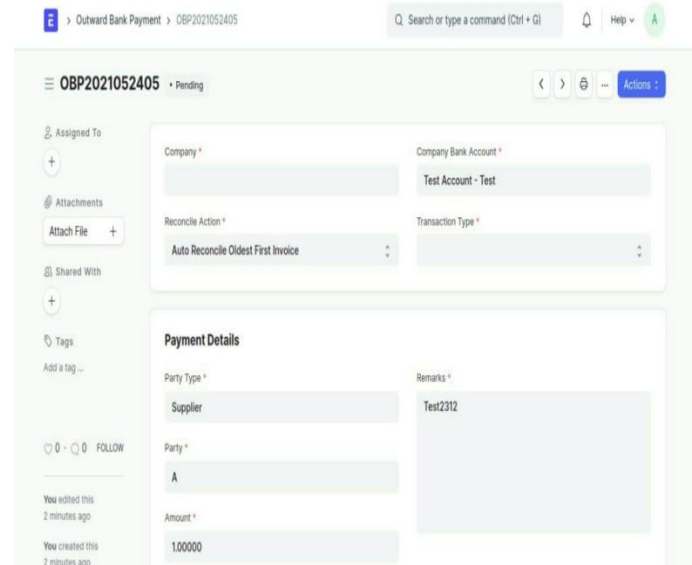 E > Outward Bank Payment > OBP2021052405
Search or type a command (Ctrl + G)
Help
A
OBP2021052405 • Pending
Actions
Assigned To
Attachments
Attach File +
Shared With
Tags
Add a tag ...
0 · 0 FOLLOW
You edited this
2 minutes ago
You created this
2 minutes ago
Company *
Company Bank Account *
Test Account - Test
Reconcile Action *
Auto Reconcile Oldest First Invoice
Transaction Type *
Payment Details
Party Type *
Supplier
Party *
A
Amount *
1.00000
Remarks *
Test2312